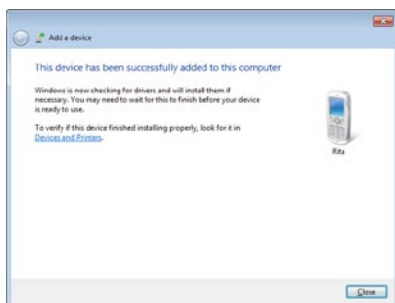 Add a device
This device has been successfully added to this computer
Windows is now checking for drivers and will install them if
necessary. You may need to wait for this to finish before your device
is ready to use.
To verify if this device finished installing properly, look for it in
Devices and Printers.
Rita
Close